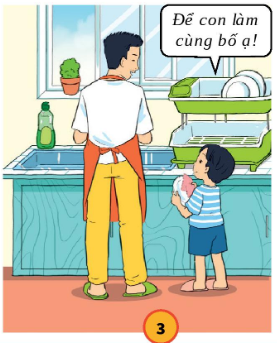 Để con làm
cùng bố ạ!
3